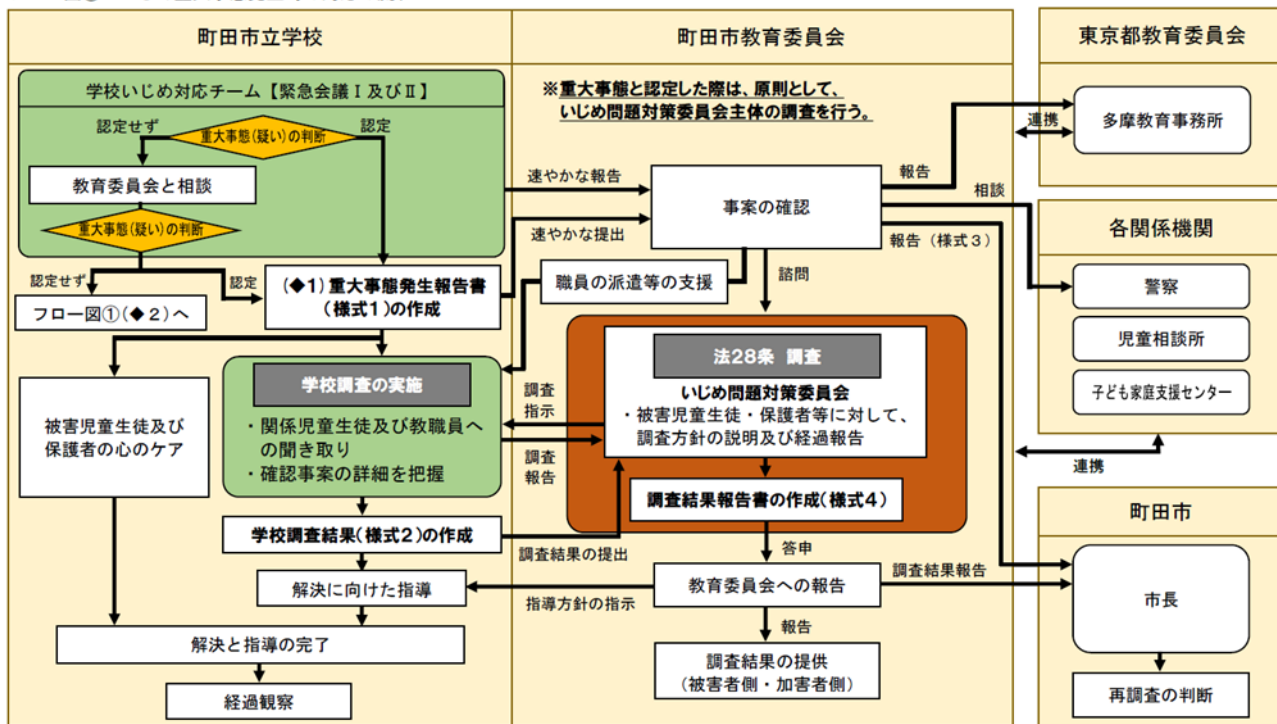 町田市立学校
町田市教育委員会
東京都教育委員会
学校いじめ対応チーム【緊急会議Ⅰ及びⅡ】
認定せず
重大事態(疑い)の判断
認定
教育委員会と相談
重大事態(疑い)の判断
認定せず
認定
フロー図①(◆2)へ
(◆1)重大事態発生報告書
(様式1)の作成
※重大事態と認定した際は、原則として、
いじめ問題対策委員会主体の調査を行う。
速やかな報告
速やかな提出
事案の確認
報告
相談
報告(様式3)
連携
多摩教育事務所
職員の派遣等の支援
諮問
各関係機関
警察
児童相談所
子ども家庭支援センター
連携
被害児童生徒及び
保護者の心のケア
学校調査の実施
・関係児童生徒及び教職員へ
の聞き取り
・確認事案の詳細を把握
調査
指示
調査
報告
法28条 調査
いじめ問題対策委員会
・被害児童生徒・保護者等に対して、
調査方針の説明及び経過報告
調査結果報告書の作成(様式4)
学校調査結果(様式2)の作成
調査結果の提出
答申
解決に向けた指導
指導方針の指示
教育委員会への報告
調査結果報告
町田市
市長
再調査の判断
解決と指導の完了
経過観察
報告
調査結果の提供
(被害者側・加害者側)